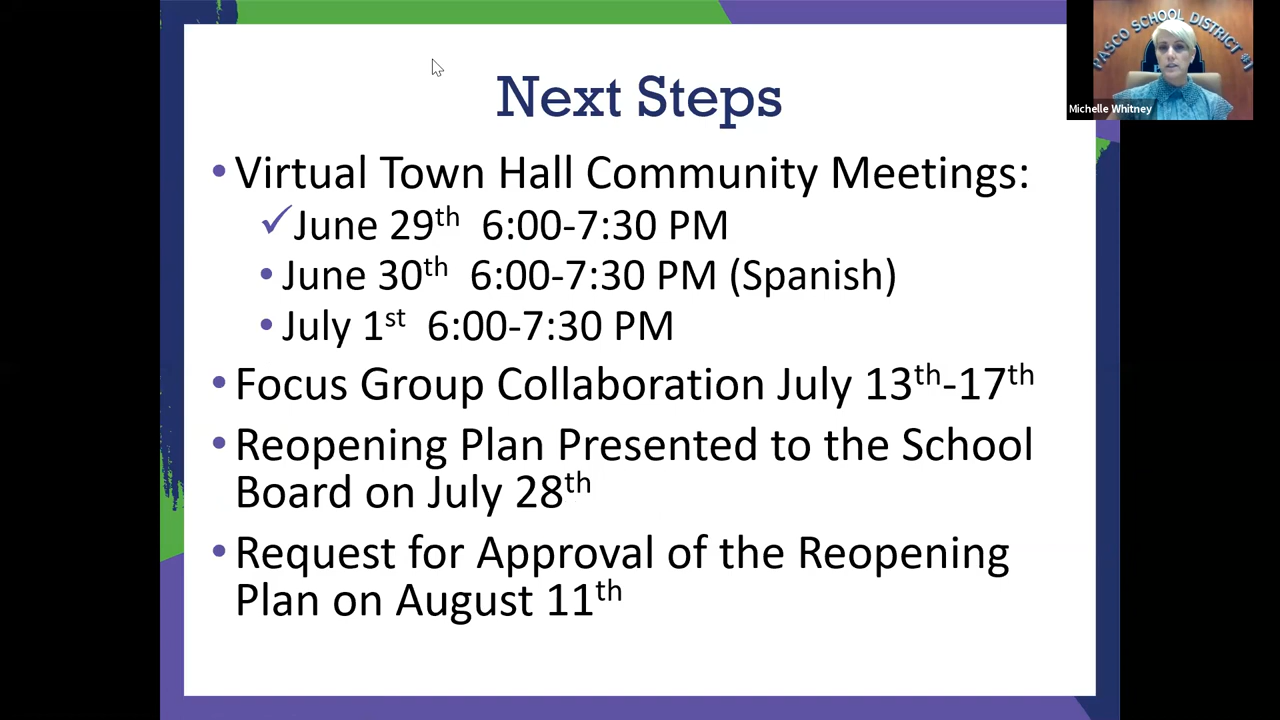 PASCO SCHOOL DISTRICT #1
Michelle Whitney
Next Steps
• Virtual Town Hall Community Meetings:
✓ June 29th 6:00-7:30 PM
• June 30th 6:00-7:30 PM (Spanish)
• July 1st 6:00-7:30 PM
• Focus Group Collaboration July 13th-17th
• Reopening Plan Presented to the School
Board on July 28th
• Request for Approval of the Reopening
Plan on August 11th